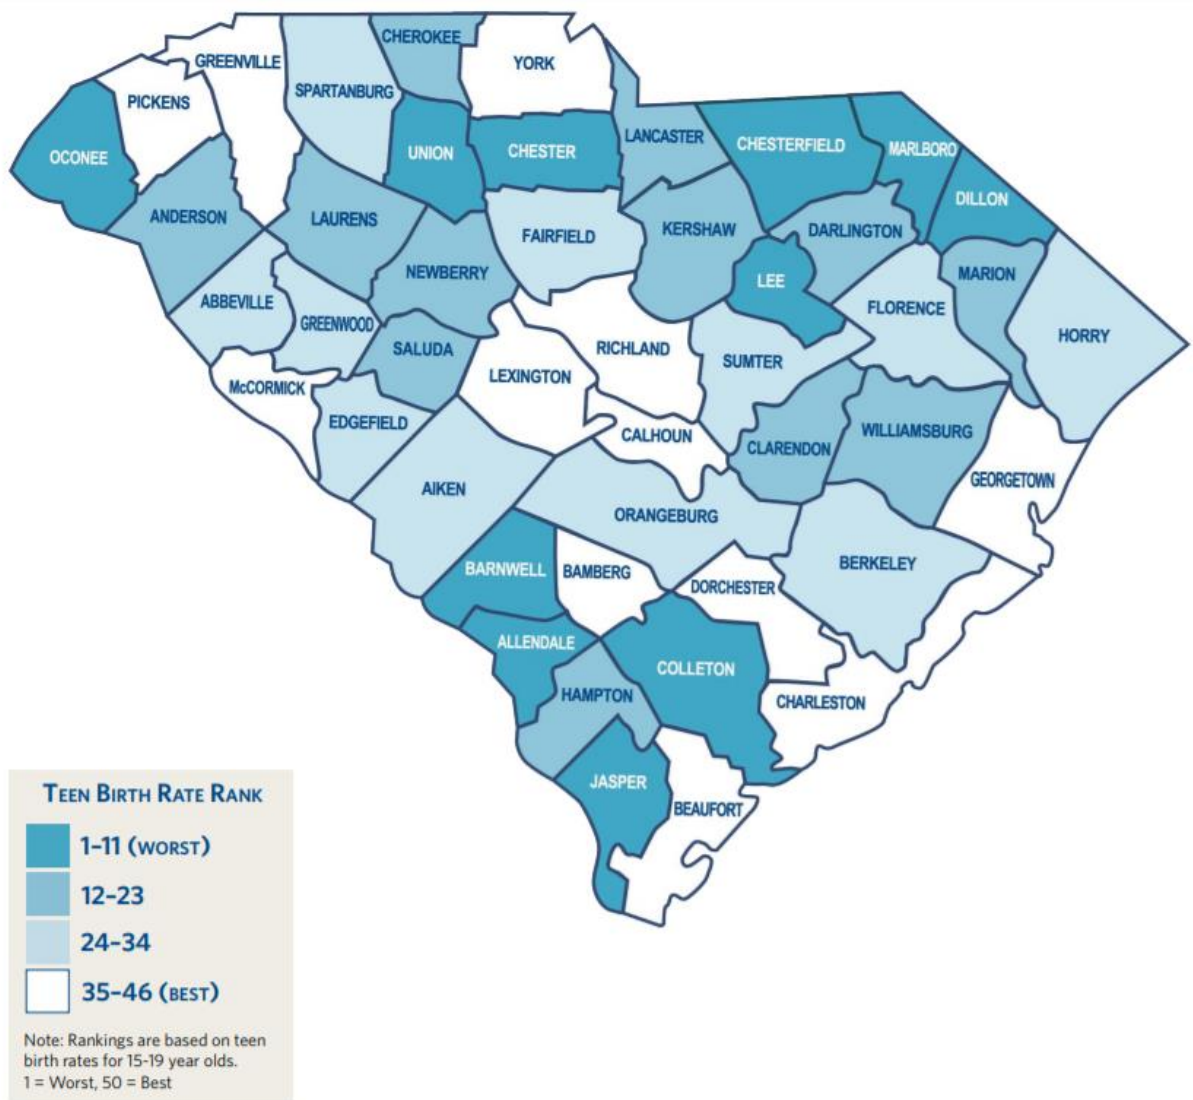 CHEROKEE
GREENVILLE
YORK
SPARTANBURG
PICKENS
LANCASTER
CHESTERFIELD
MARLBORO
UNION
CHESTER
OCONEE
DILLON
ANDERSON
LAURENS
KERSHAW
DARLINGTON
FAIRFIELD
NEWBERRY
MARION
LEE
ABBEVILLE
FLORENCE
GREENWOOD
HORRY
SALUDA
RICHLAND
SUMTER
LEXINGTON
McCORMICK
EDGEFIELD
CALHOUN
WILLIAMSBURG
CLARENDON
GEORGETOWN
AIKEN
ORANGEBURG
BERKELEY
BARNWELL
BAMBERG
DORCHESTER
ALLENDALE
COLLETON
HAMPTON
CHARLESTON
JASPER
BEAUFORT
TEEN BIRTH RATE RANK
1–11 (WORST)
12–23
24–34
35–46 (BEST)
Note: Rankings are based on teen
birth rates for 15-19 year olds.
1 = Worst, 50 = Best